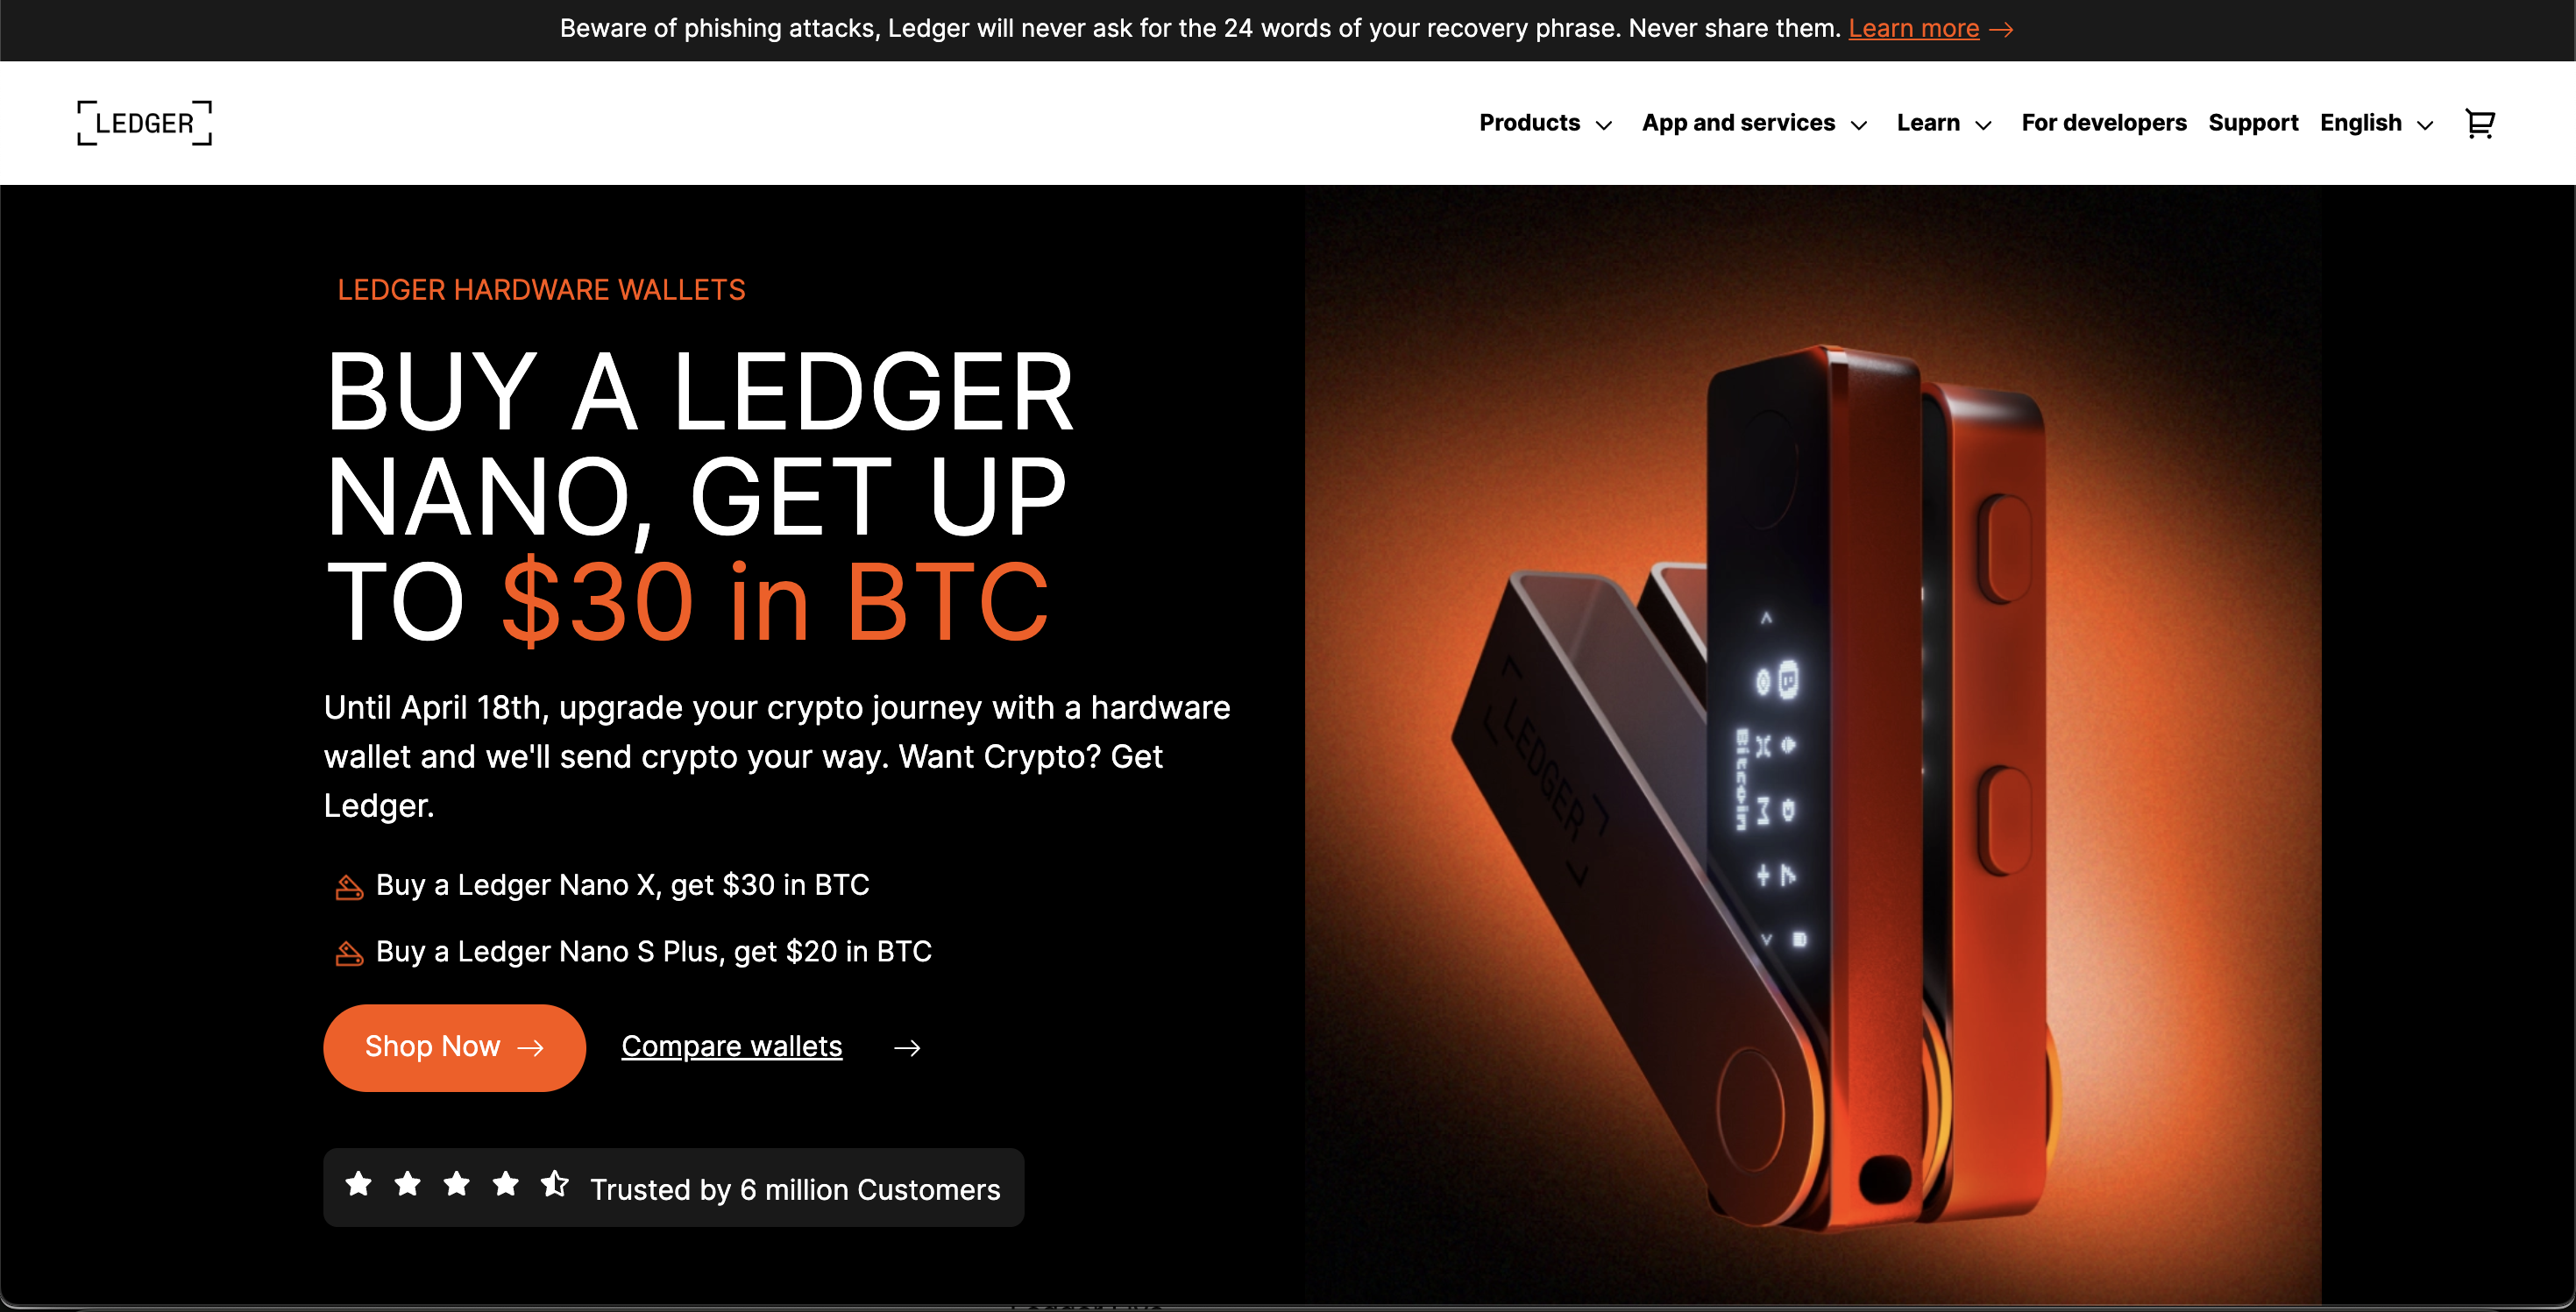 Beware of phishing attacks, Ledger will never ask for the 24 words of your recovery phrase. Never share them. Learn more →
LEDGER
Products
App and services
Learn
For developers
Support
English
LEDGER HARDWARE WALLETS
BUY A LEDGER
NANO, GET UP
TO $30 in BTC
Until April 18th, upgrade your crypto journey with a hardware
wallet and we'll send crypto your way. Want Crypto? Get
Ledger.
Buy a Ledger Nano X, get $30 in BTC
Buy a Ledger Nano S Plus, get $20 in BTC
Shop Now →
Compare wallets →
Trusted by 6 million Customers
LEDGER
Bitcoin